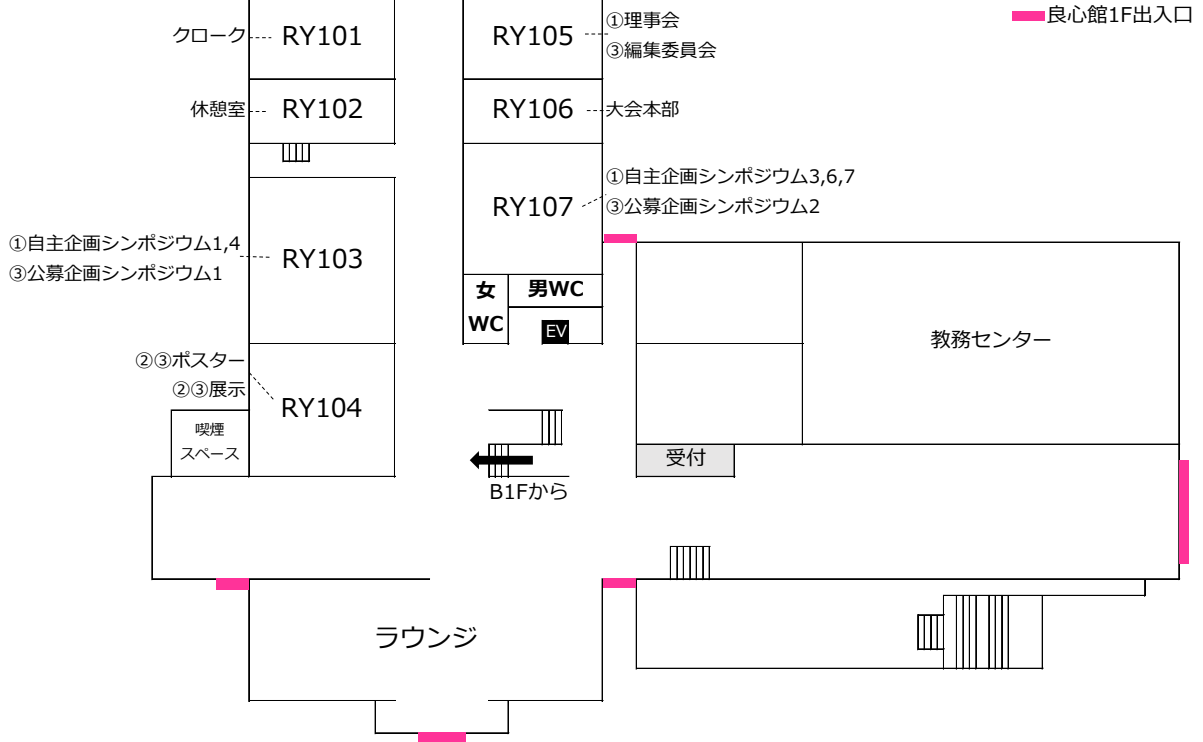 良心館1F出入口
クローク
RY101
RY105
①理事会
③編集委員会
休憩室
RY102
RY106
大会本部
RY107
①自主企画シンポジウム3,6,7
③公募企画シンポジウム2
①自主企画シンポジウム1,4
③公募企画シンポジウム1
RY103
女
WC
男WC
EV
教務センター
②③ポスター
②③展示
RY104
喫煙
スペース
受付
B1Fから
ラウンジ